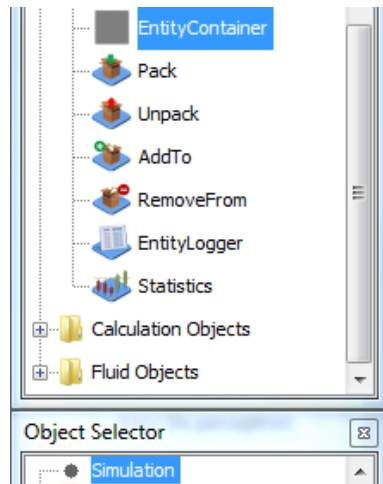 EntityContainer
Pack
Unpack
AddTo
RemoveFrom
EntityLogger
Statistics
Calculation Objects
Fluid Objects
Object Selector
Simulation